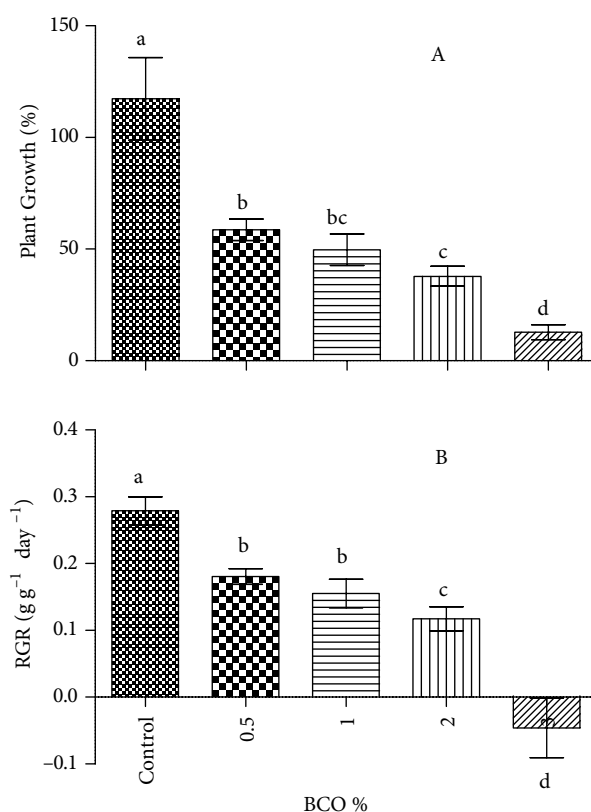 150
100
50
0
Plant Growth (%)
A
a
b
bc
c
d
0.4
0.3
0.2
0.1
0.0
−0.1
RGR (g g⁻¹ day ⁻¹)
B
a
b
b
c
d
Control
0.5
1
2
3
BCO %